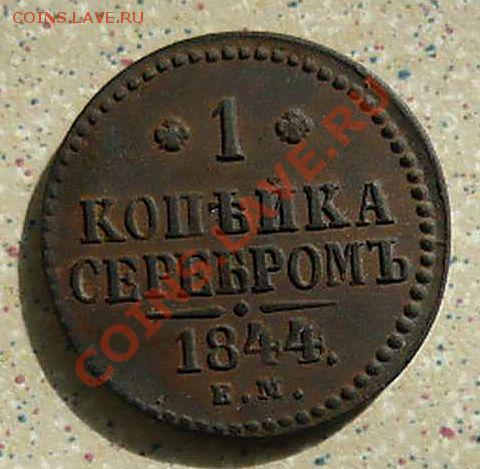 COINS.LAVE.RU
1
КОПѢЙКА
СЕРЕБРОМЪ
1844.
Е.М.
COINS.LAVE.RU